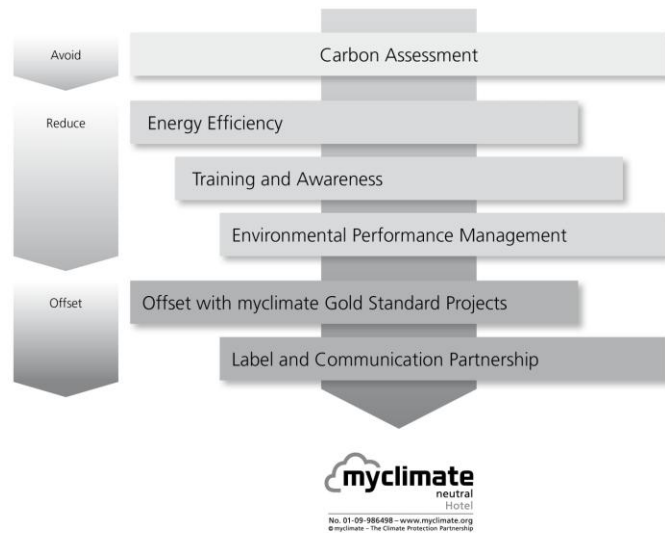 Avoid
Carbon Assessment
Reduce
Energy Efficiency
Training and Awareness
Environmental Performance Management
Offset
Offset with myclimate Gold Standard Projects
Label and Communication Partnership
myclimate
neutral
Hotel
No. 01-09-986498 – www.myclimate.org
© myclimate – The Climate Protection Partnership